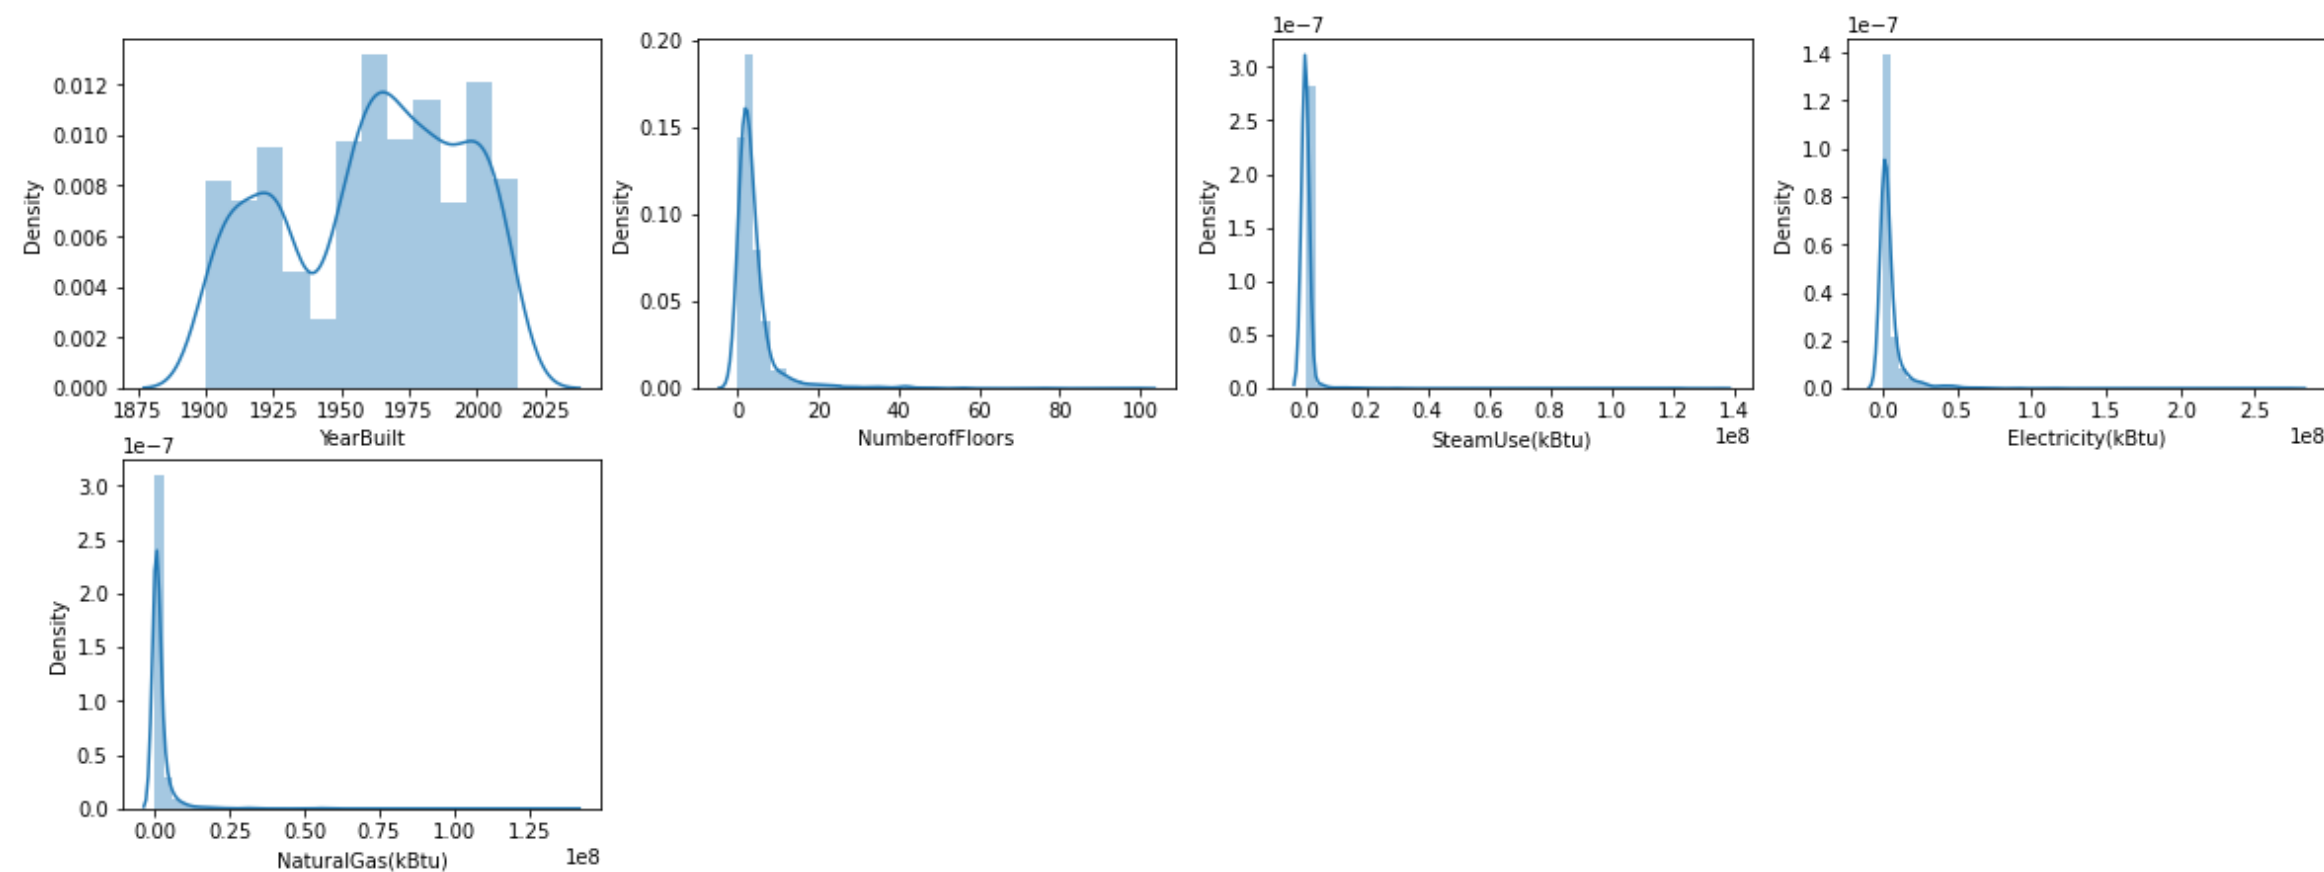 0.012
0.010
0.008
0.006
0.004
0.002
0.000
Density
1875 1900 1925 1950 1975 2000 2025
YearBuilt
0.20
0.15
0.10
0.05
0.00
Density
0 20 40 60 80 100
NumberofFloors
1e−7
3.0
2.5
2.0
1.5
1.0
0.5
0.0
Density
0.0 0.2 0.4 0.6 0.8 1.0 1.2 1.4
SteamUse(kBtu)
1e8
1e−7
1.4
1.2
1.0
0.8
0.6
0.4
0.2
0.0
Density
0.0 0.5 1.0 1.5 2.0 2.5
Electricity(kBtu)
1e8
1e−7
3.0
2.5
2.0
1.5
1.0
0.5
0.0
Density
0.00 0.25 0.50 0.75 1.00 1.25
NaturalGas(kBtu)
1e8